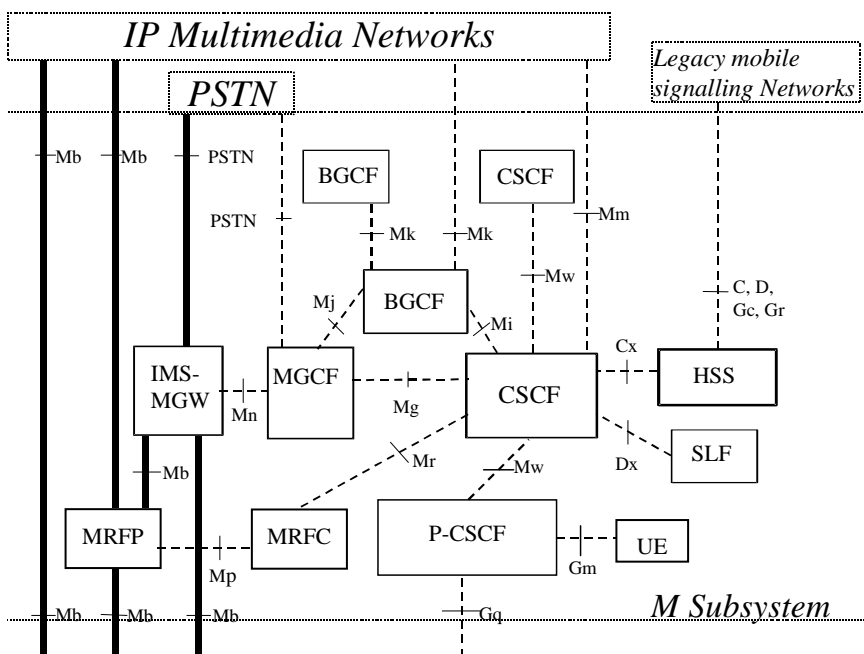 IP Multimedia Networks
Legacy mobile
signalling Networks
PSTN
Mb
Mb
PSTN
BGCF
CSCF
PSTN
Mk
Mk
Mm
Mw
C, D,
Gc, Gr
Mj
BGCF
Mi
Cx
IMS-
MGW
MGCF
CSCF
HSS
Mn
Mg
Mr
Dx
SLF
Mb
Mw
MRFP
MRFC
P-CSCF
UE
Mp
Gm
Mb
Mb
Mb
Gq
M Subsystem